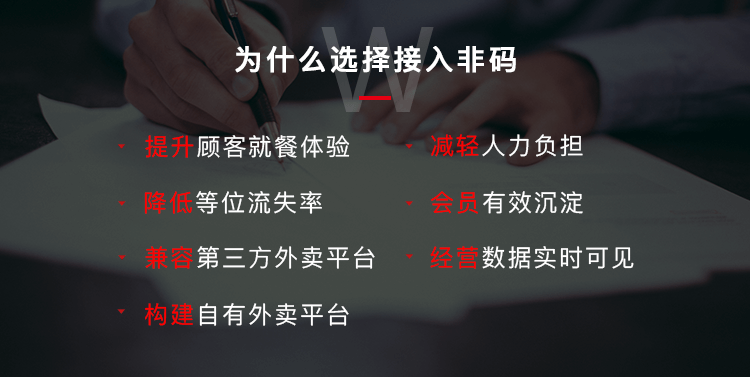 W
为什么选择接入非码
提升顾客就餐体验
减轻人力负担
降低等位流失率
会员有效沉淀
兼容第三方外卖平台
经营数据实时可见
构建自有外卖平台